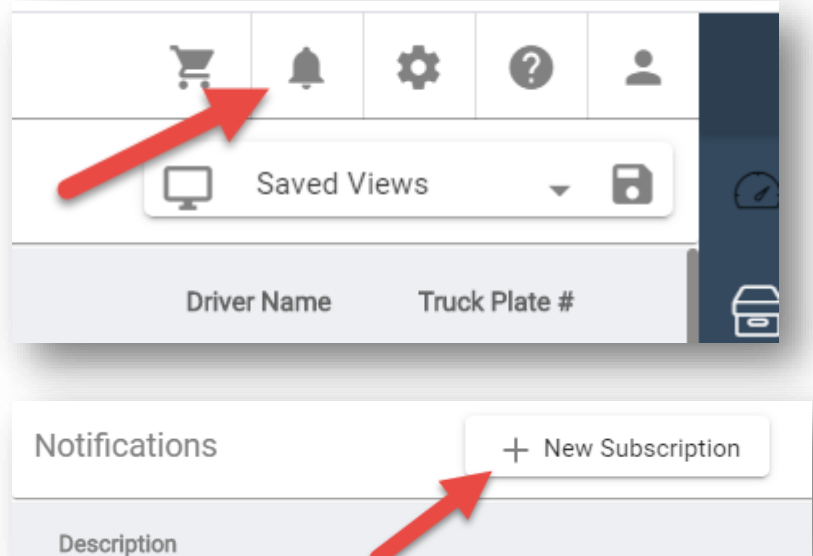 Saved Views
Driver Name Truck Plate #
Notifications + New Subscription
Description